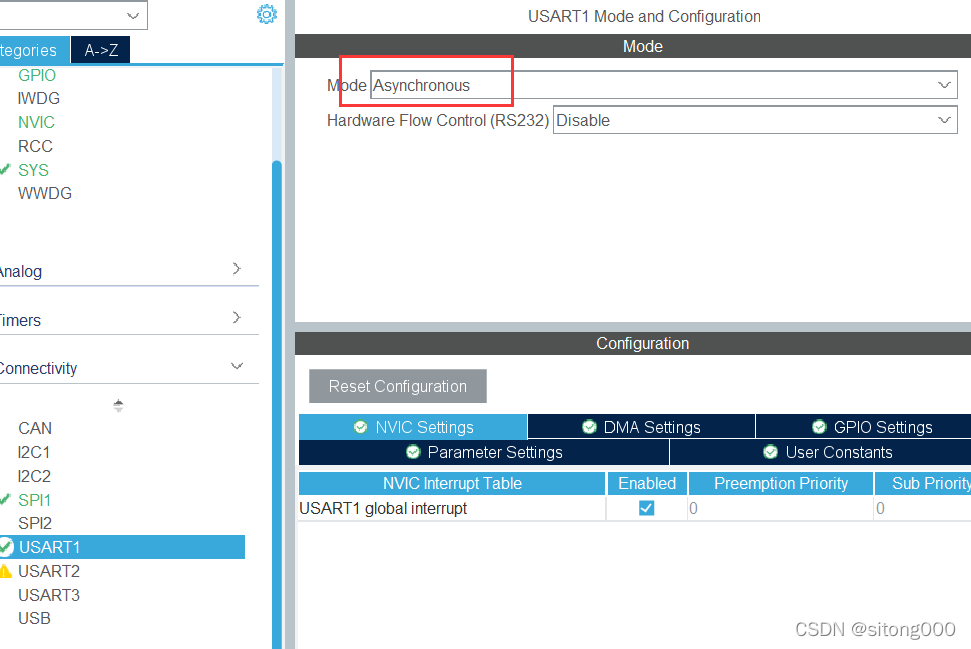 USART1 Mode and Configuration
tegories
A->Z
GPIO
IWDG
NVIC
RCC
SYS
WWDG
Analog
Timers
Connectivity
CAN
I2C1
I2C2
SPI1
SPI2
USART1
USART2
USART3
USB
Mode
Mode Asynchronous
Hardware Flow Control (RS232) Disable
Configuration
Reset Configuration
NVIC Settings
DMA Settings
GPIO Settings
Parameter Settings
User Constants
NVIC Interrupt Table Enabled Preemption Priority Sub Priority
USART1 global interrupt 0 0
CSDN @sitong000